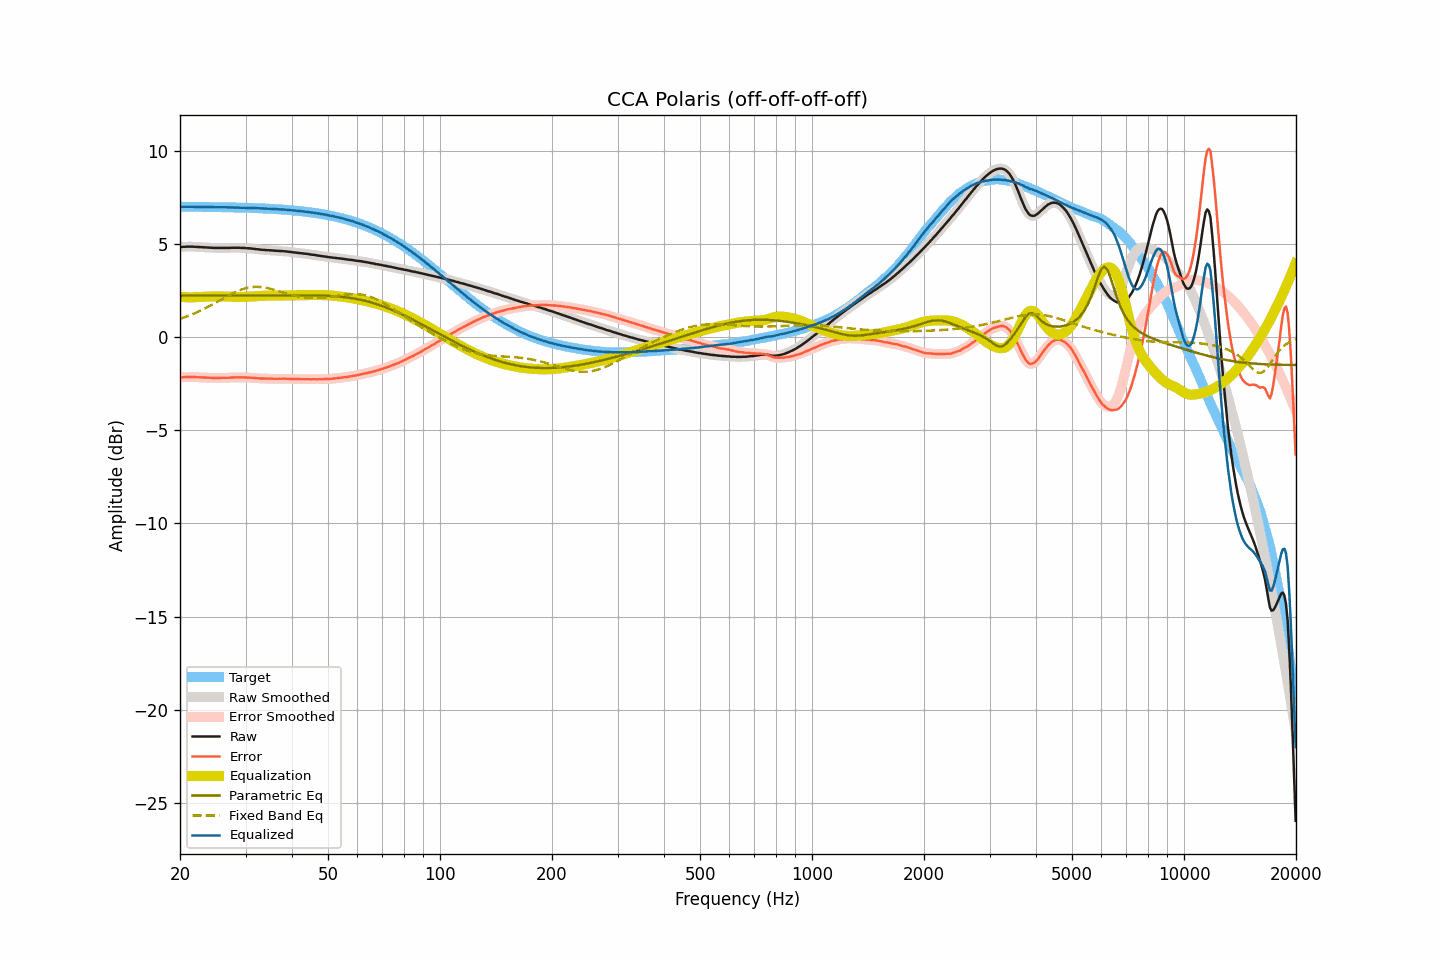 CCA Polaris (off-off-off-off)
10
5
0
−5
−10
−15
−20
−25
Amplitude (dBr)
Target
Raw Smoothed
Error Smoothed
Raw
Error
Equalization
Parametric Eq
Fixed Band Eq
Equalized
20 50 100 200 500 1000 2000 5000 10000 20000
Frequency (Hz)